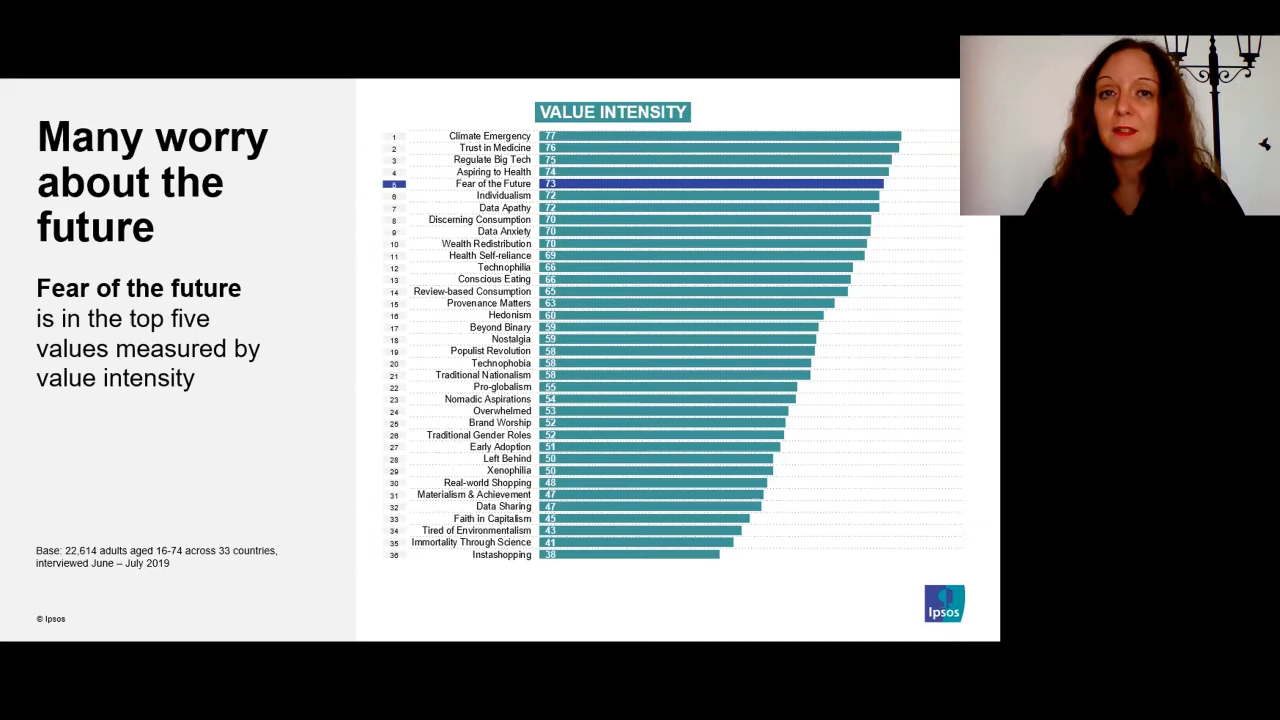 Many worry
about the
future
Fear of the future
is in the top five
values measured by
value intensity
Base: 22,614 adults aged 16-74 across 33 countries,
interviewed June – July 2019
© Ipsos
VALUE INTENSITY
1 Climate Emergency 77
2 Trust in Medicine 76
3 Regulate Big Tech 75
4 Aspiring to Health 74
5 Fear of the Future 73
6 Individualism 72
7 Data Apathy 72
8 Discerning Consumption 70
9 Data Anxiety 70
10 Wealth Redistribution 70
11 Health Self-reliance 69
12 Technophilia 66
13 Conscious Eating 66
14 Review-based Consumption 65
15 Provenance Matters 63
16 Hedonism 60
17 Beyond Binary 59
18 Nostalgia 59
19 Populist Revolution 58
20 Technophobia 58
21 Traditional Nationalism 58
22 Pro-globalism 55
23 Nomadic Aspirations 54
24 Overwhelmed 53
25 Brand Worship 52
26 Traditional Gender Roles 52
27 Early Adoption 51
28 Left Behind 50
29 Xenophilia 50
30 Real-world Shopping 48
31 Materialism & Achievement 47
32 Data Sharing 47
33 Faith in Capitalism 45
34 Tired of Environmentalism 43
35 Immortality Through Science 41
36 Instashopping 38
Ipsos